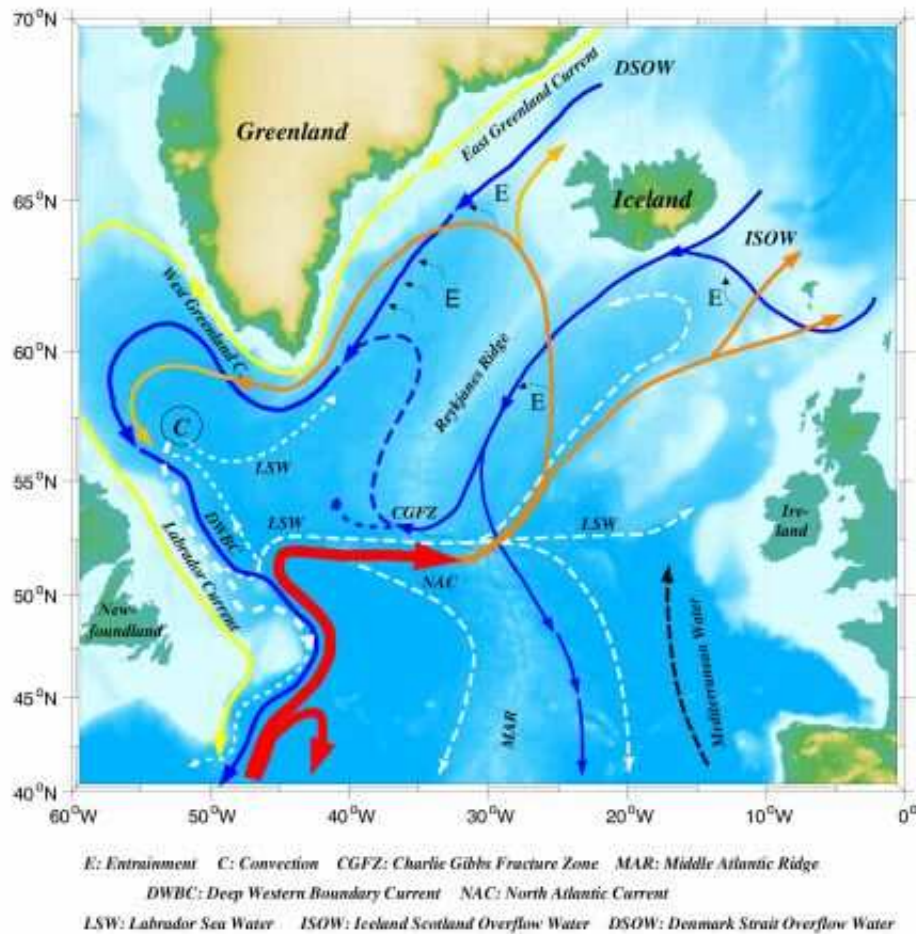 70°N
DSOW
East Greenland Current
Greenland
65°N
E
Iceland
ISOW
West Greenland C.
E
E
60°N
Reykjanes Ridge
E
C
LSW
55°N
DWBC
LSW
CGFZ
LSW
Ire-
land
Labrador Current
NAC
50°N
New-
foundland
Mediterranean Water
45°N
MAR
40°N
60°W
50°W
40°W
30°W
20°W
10°W
0°
E: Entrainment C: Convection CGFZ: Charlie Gibbs Fracture Zone MAR: Middle Atlantic Ridge
DWBC: Deep Western Boundary Current NAC: North Atlantic Current
LSW: Labrador Sea Water ISOW: Iceland Scotland Overflow Water DSOW: Denmark Strait Overflow Water